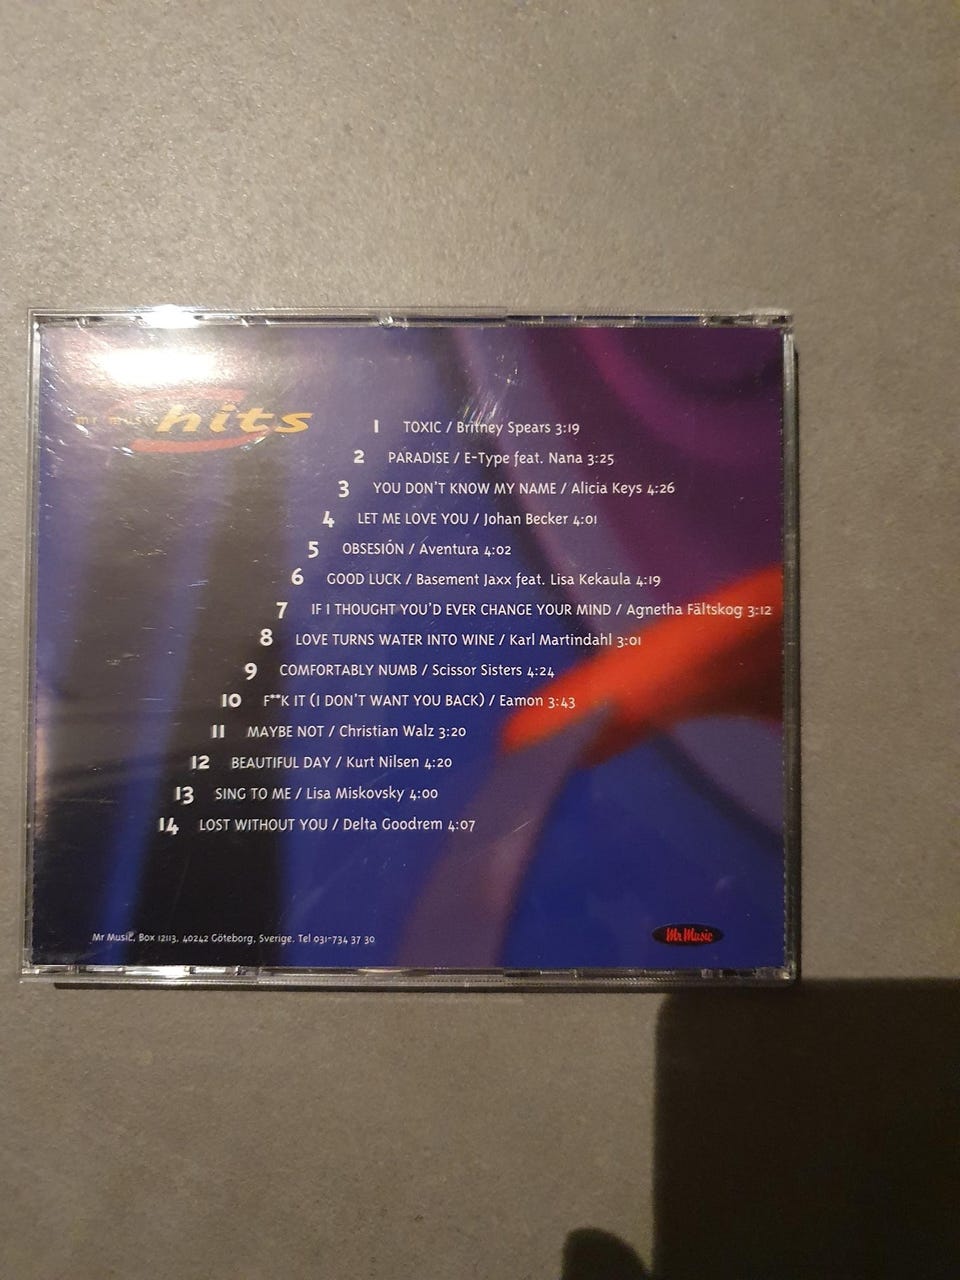 mr music hits
1 TOXIC / Britney Spears 3:19
2 PARADISE / E-Type feat. Nana 3:25
3 YOU DON'T KNOW MY NAME / Alicia Keys 4:26
4 LET ME LOVE YOU / Johan Becker 4:01
5 OBSESIÓN / Aventura 4:02
6 GOOD LUCK / Basement Jaxx feat. Lisa Kekaula 4:19
7 IF I THOUGHT YOU'D EVER CHANGE YOUR MIND / Agnetha Fältskog 3:12
8 LOVE TURNS WATER INTO WINE / Karl Martindahl 3:01
9 COMFORTABLY NUMB / Scissor Sisters 4:24
10 F**K IT (I DON'T WANT YOU BACK) / Eamon 3:43
11 MAYBE NOT / Christian Walz 3:20
12 BEAUTIFUL DAY / Kurt Nilsen 4:20
13 SING TO ME / Lisa Miskovsky 4:00
14 LOST WITHOUT YOU / Delta Goodrem 4:07
Mr Music, Box 12113, 40242 Göteborg, Sverige. Tel 031-734 37 30
Mr Music